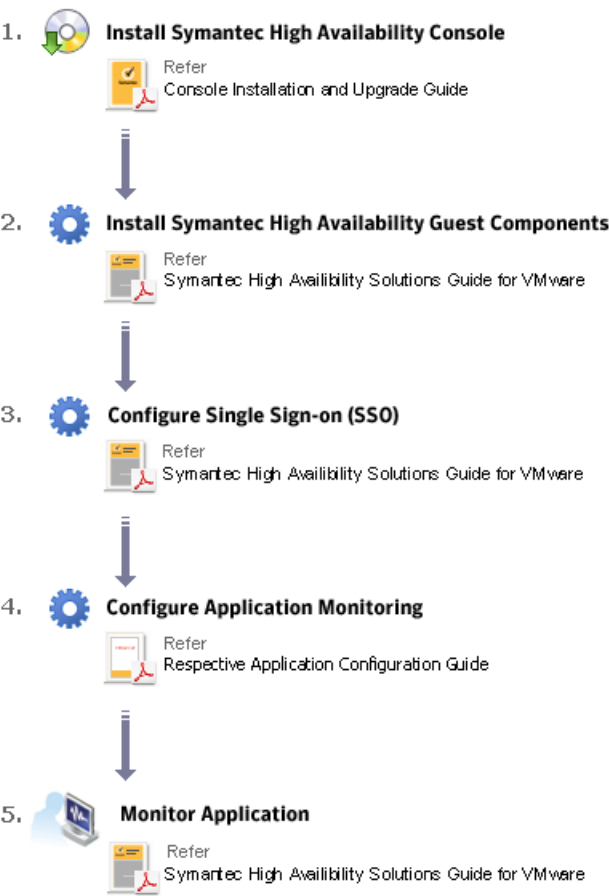 1. Install Symantec High Availability Console
Refer
Console Installation and Upgrade Guide
2. Install Symantec High Availability Guest Components
Refer
Symantec High Availibility Solutions Guide for VMware
3. Configure Single Sign-on (SSO)
Refer
Symantec High Availibility Solutions Guide for VMware
4. Configure Application Monitoring
Refer
Respective Application Configuration Guide
5. Monitor Application
Refer
Symantec High Availibility Solutions Guide for VMware